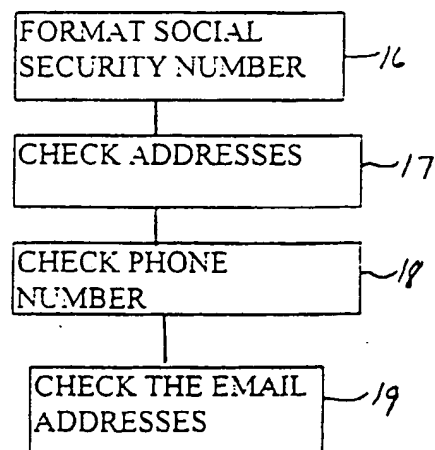 FORMAT SOCIAL
SECURITY NUMBER
16
CHECK ADDRESSES
17
CHECK PHONE
NUMBER
18
CHECK THE EMAIL
ADDRESSES
19